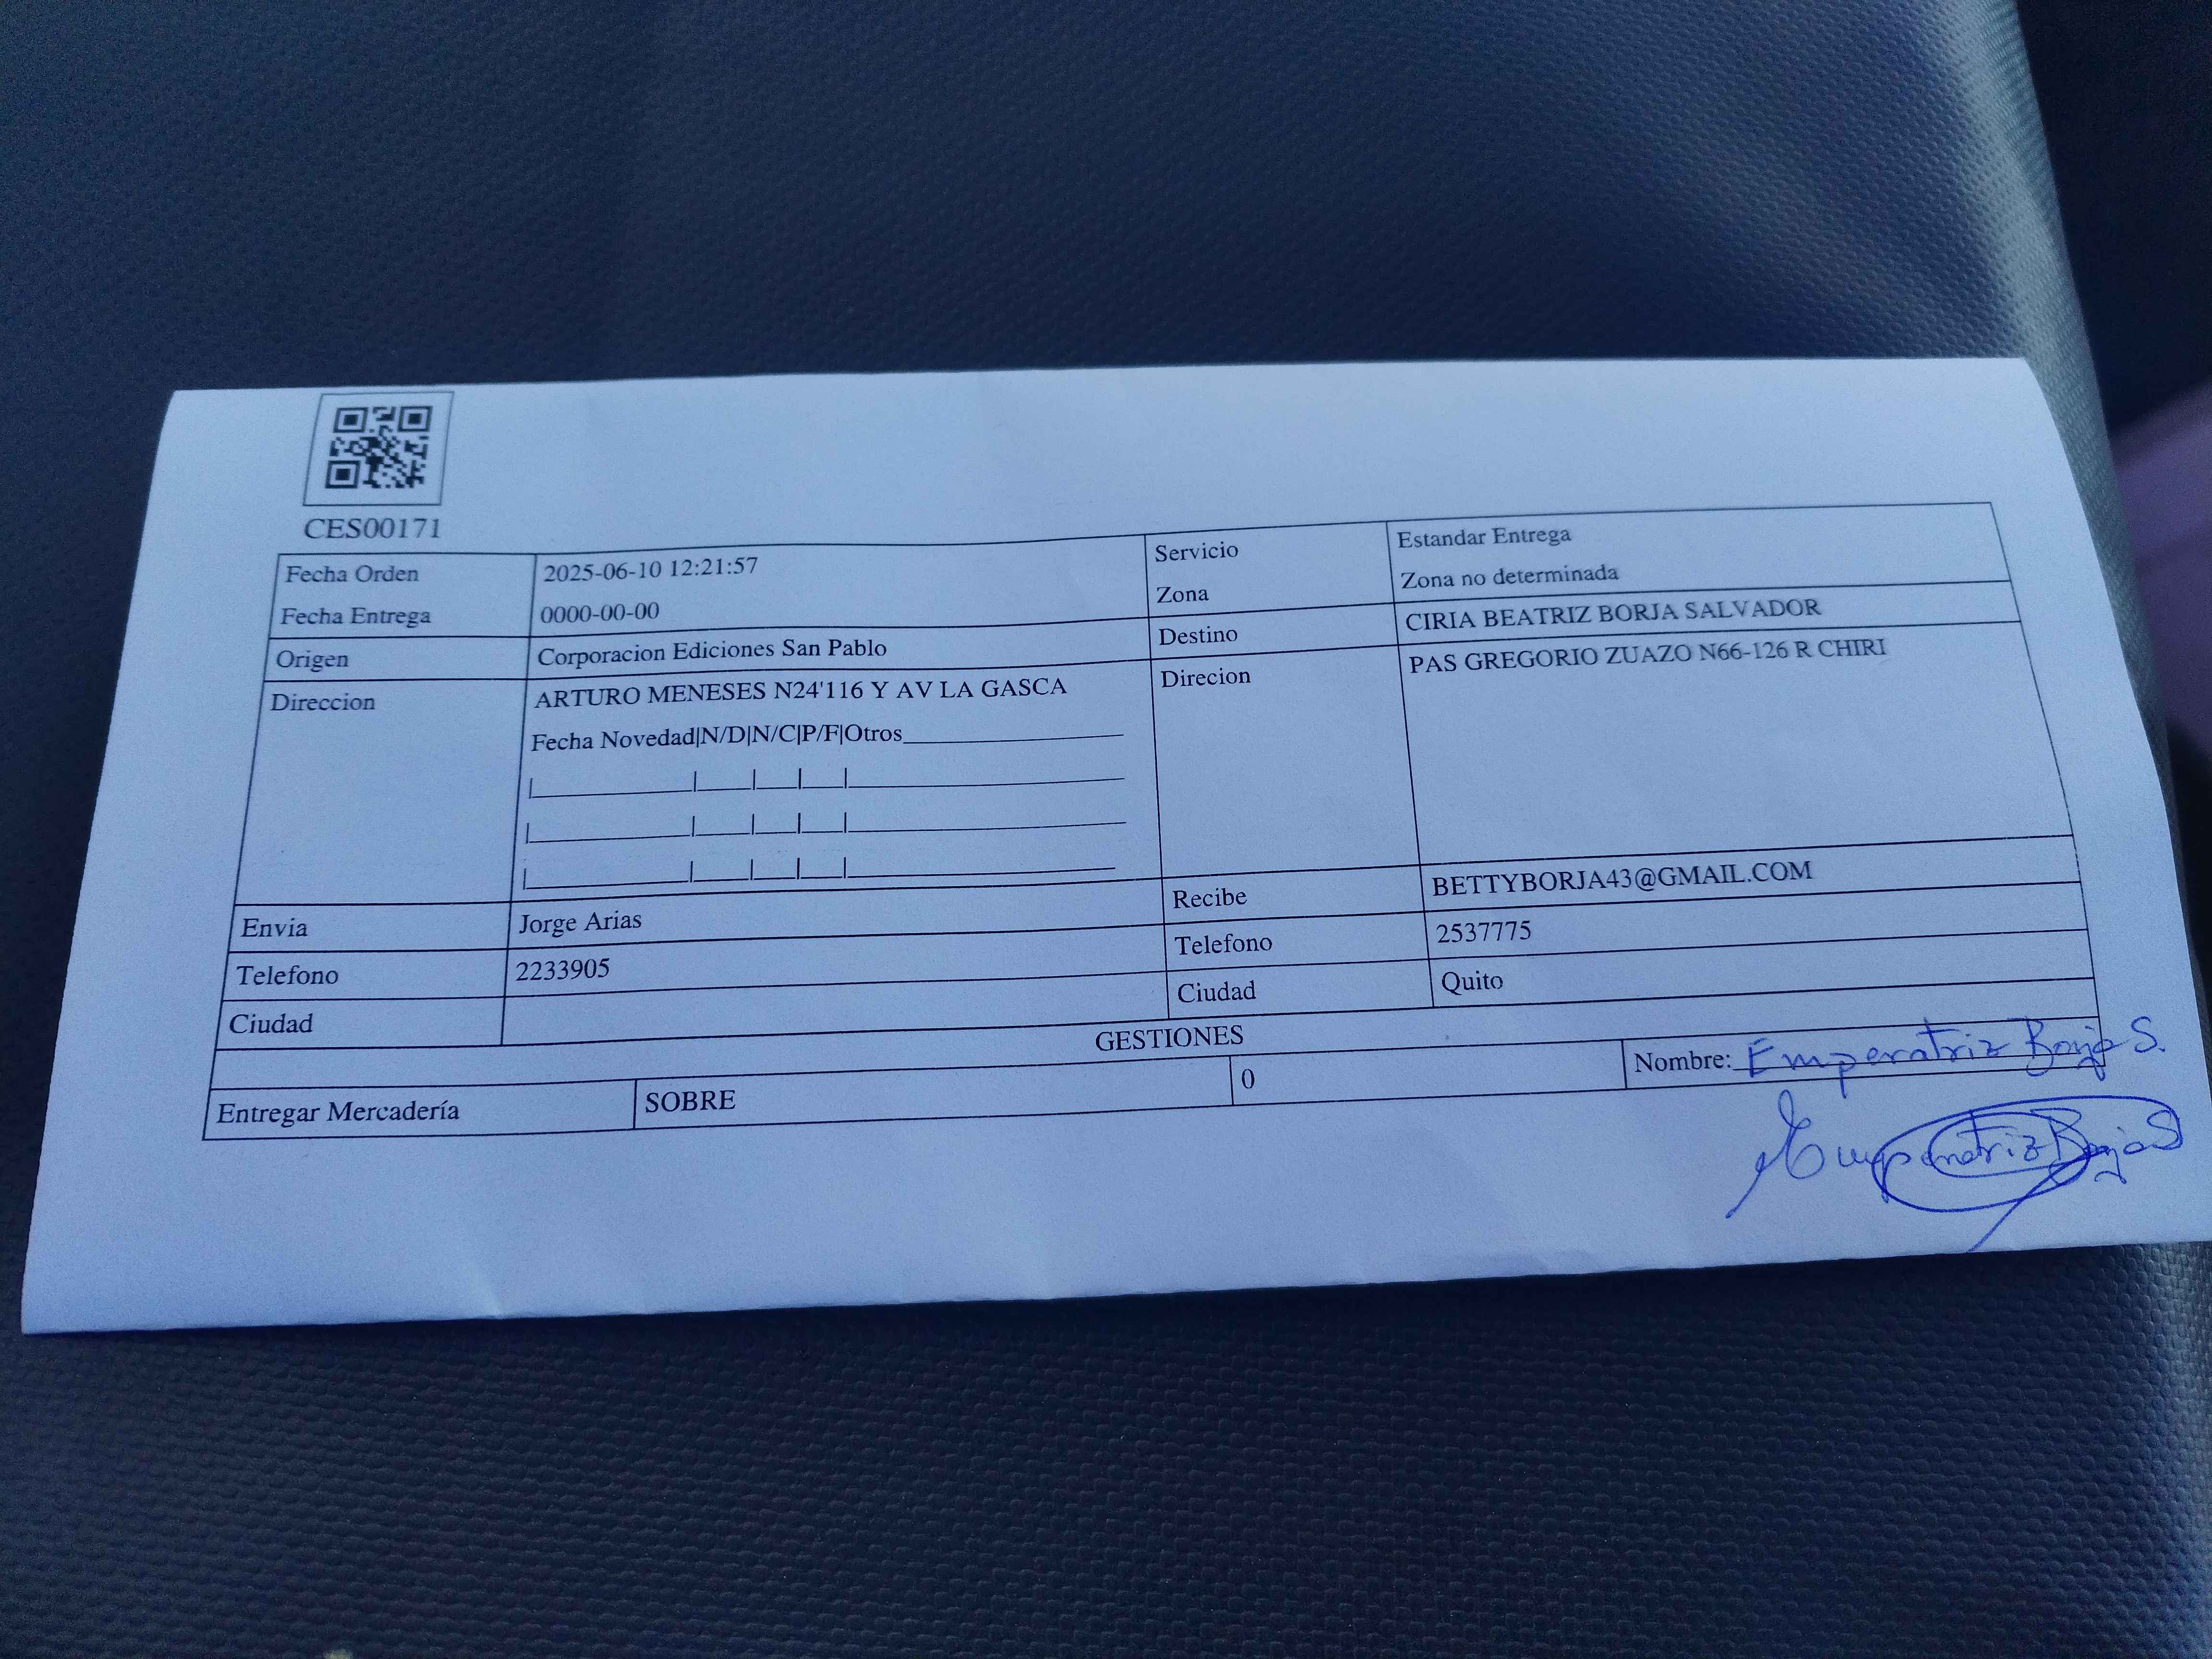 CES00171
Fecha Orden 2025-06-10 12:21:57 Servicio Estandar Entrega
Fecha Entrega 0000-00-00 Zona Zona no determinada
Origen Corporacion Ediciones San Pablo Destino CIRIA BEATRIZ BORJA SALVADOR
Direccion ARTURO MENESES N24'116 Y AV LA GASCA Direcion PAS GREGORIO ZUAZO N66-126 R CHIRI
Fecha Novedad|N/D|N/C|P/F|Otros
Envia Jorge Arias Recibe BETTYBORJA43@GMAIL.COM
Telefono 2233905 Telefono 2537775
Ciudad Ciudad Quito
GESTIONES
Entregar Mercadería SOBRE 0 Nombre: Emperatriz Borja S.
Emperatriz Borja S